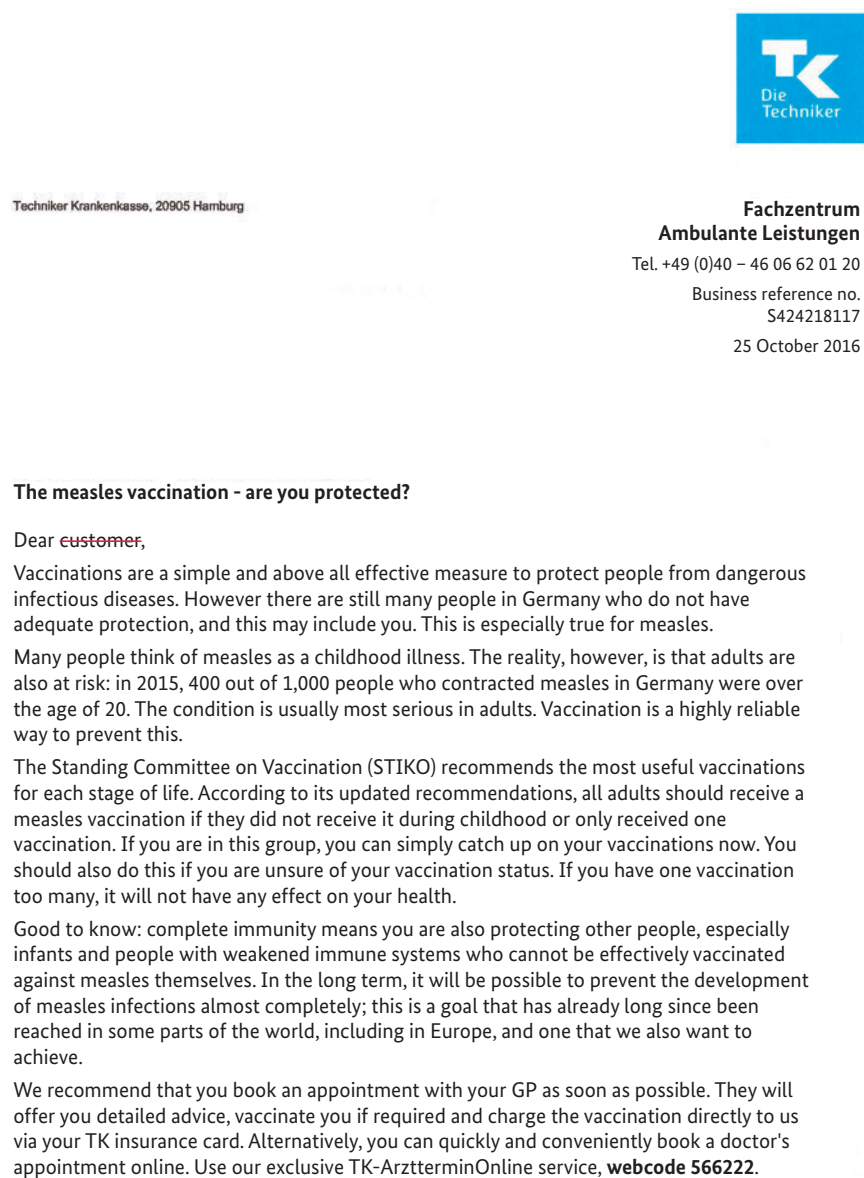 TK
Die
Techniker
Techniker Krankenkasse, 20905 Hamburg
Fachzentrum
Ambulante Leistungen
Tel. +49 (0)40 – 46 06 62 01 20
Business reference no.
S424218117
25 October 2016
The measles vaccination - are you protected?
Dear customer,
Vaccinations are a simple and above all effective measure to protect people from dangerous
infectious diseases. However there are still many people in Germany who do not have
adequate protection, and this may include you. This is especially true for measles.
Many people think of measles as a childhood illness. The reality, however, is that adults are
also at risk: in 2015, 400 out of 1,000 people who contracted measles in Germany were over
the age of 20. The condition is usually most serious in adults. Vaccination is a highly reliable
way to prevent this.
The Standing Committee on Vaccination (STIKO) recommends the most useful vaccinations
for each stage of life. According to its updated recommendations, all adults should receive a
measles vaccination if they did not receive it during childhood or only received one
vaccination. If you are in this group, you can simply catch up on your vaccinations now. You
should also do this if you are unsure of your vaccination status. If you have one vaccination
too many, it will not have any effect on your health.
Good to know: complete immunity means you are also protecting other people, especially
infants and people with weakened immune systems who cannot be effectively vaccinated
against measles themselves. In the long term, it will be possible to prevent the development
of measles infections almost completely; this is a goal that has already long since been
reached in some parts of the world, including in Europe, and one that we also want to
achieve.
We recommend that you book an appointment with your GP as soon as possible. They will
offer you detailed advice, vaccinate you if required and charge the vaccination directly to us
via your TK insurance card. Alternatively, you can quickly and conveniently book a doctor's
appointment online. Use our exclusive TK-ArztterminOnline service, webcode 566222.